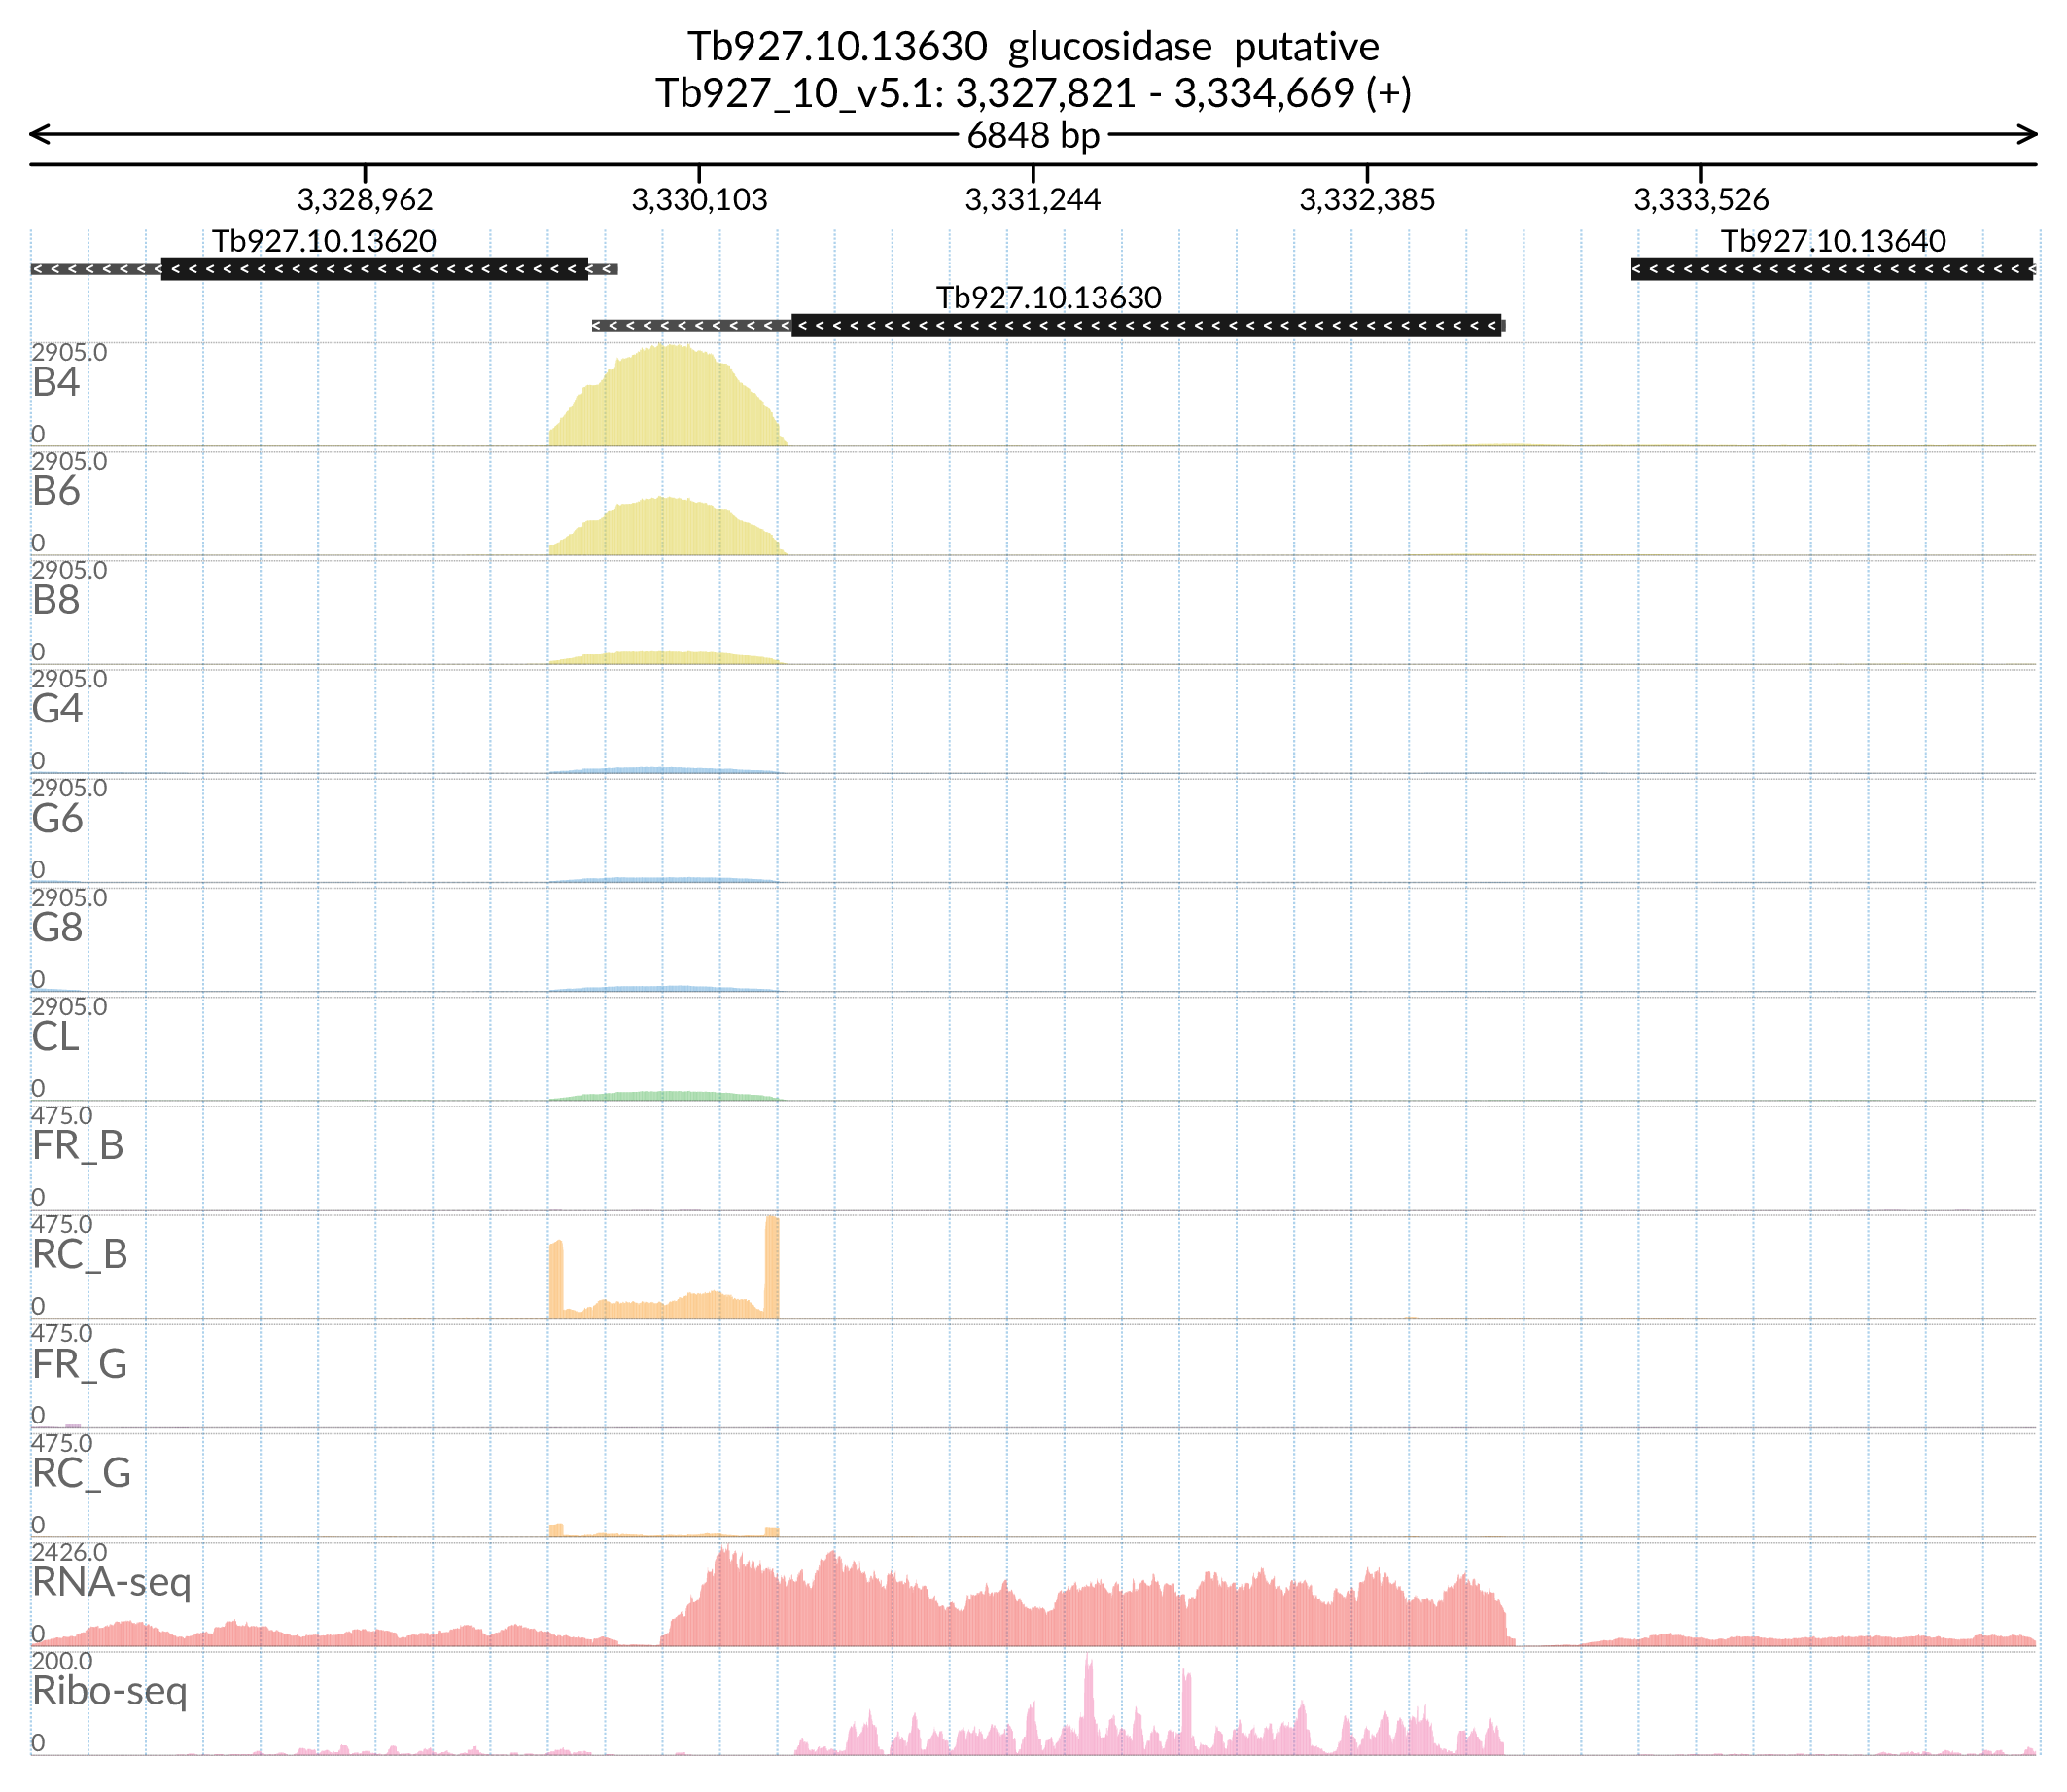 Tb927.10.13630 glucosidase putative
Tb927_10_v5.1: 3,327,821 - 3,334,669 (+)
6848 bp
3,328,962 3,330,103 3,331,244 3,332,385 3,333,526
Tb927.10.13620 Tb927.10.13640
Tb927.10.13630
2905.0
B4
0
2905.0
B6
0
2905.0
B8
0
2905.0
G4
0
2905.0
G6
0
2905.0
G8
0
2905.0
CL
0
475.0
FR_B
0
475.0
RC_B
0
475.0
FR_G
0
475.0
RC_G
0
2426.0
RNA-seq
0
200.0
Ribo-seq
0